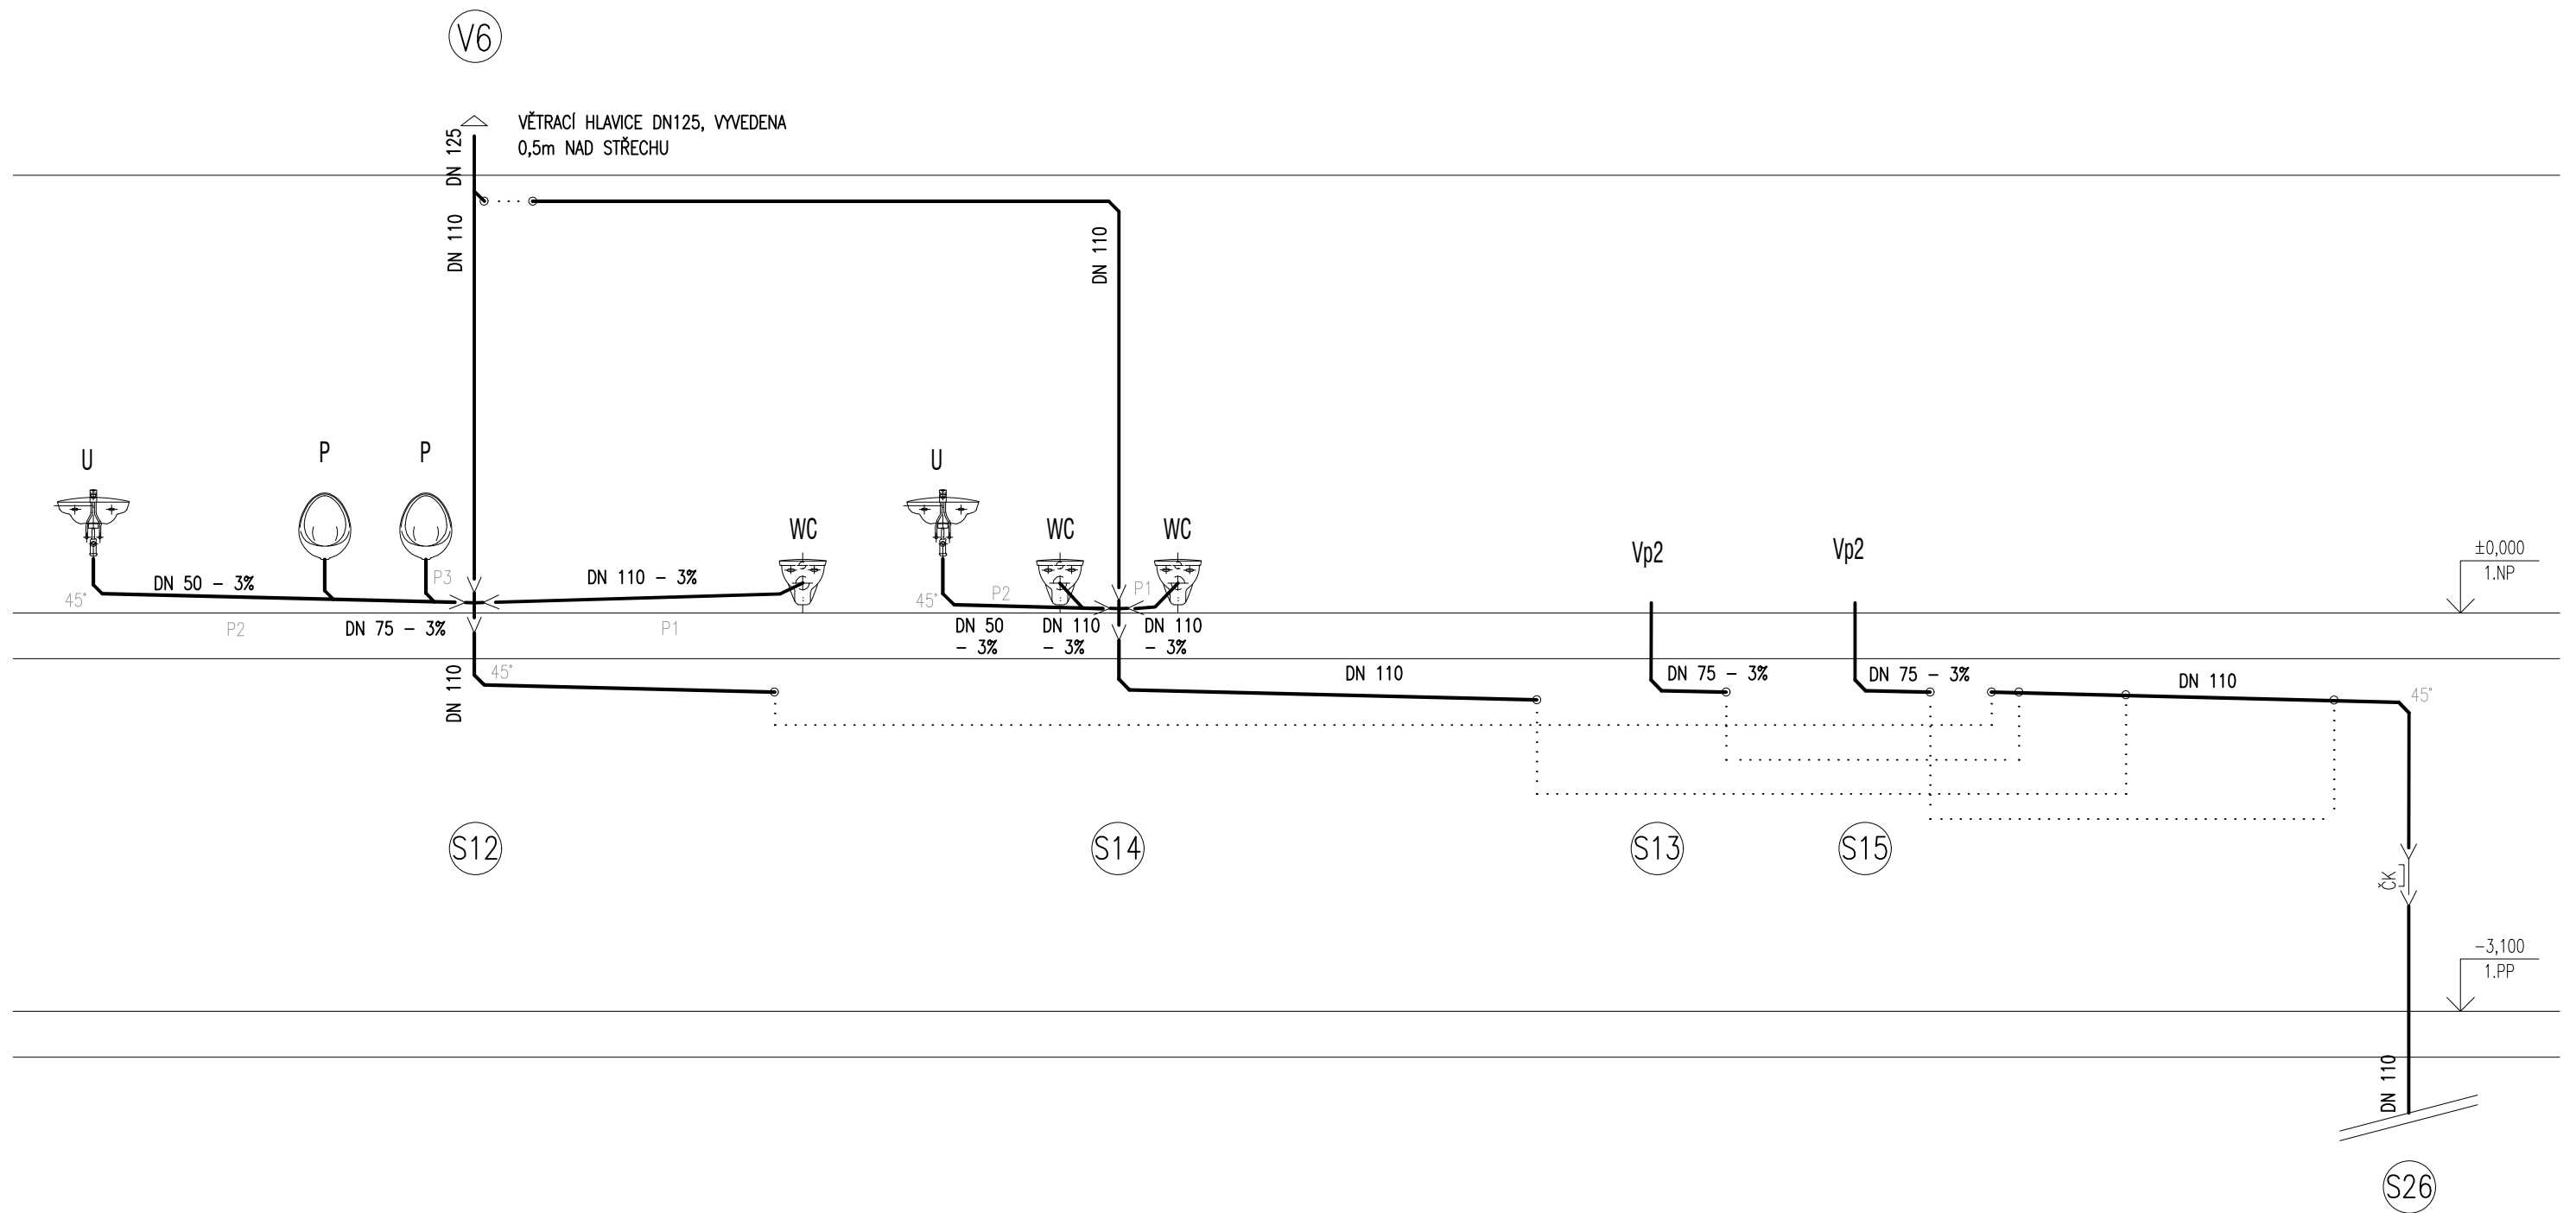 V6
VĚTRACÍ HLAVICE DN125, VYVEDENA
0,5m NAD STŘECHU
DN 125
DN 110
DN 110
U
P
P
WC
U
WC
WC
Vp2
Vp2
±0,000
1.NP
45°
DN 50 - 3%
P3
DN 110 - 3%
45°
P2
P1
P2
DN 75 - 3%
P1
DN 50
- 3%
DN 110
- 3%
DN 110
- 3%
DN 110
45°
DN 110
DN 75 - 3%
DN 75 - 3%
DN 110
45°
S12
S14
S13
S15
ČK
-3,100
1.PP
DN 110
S26